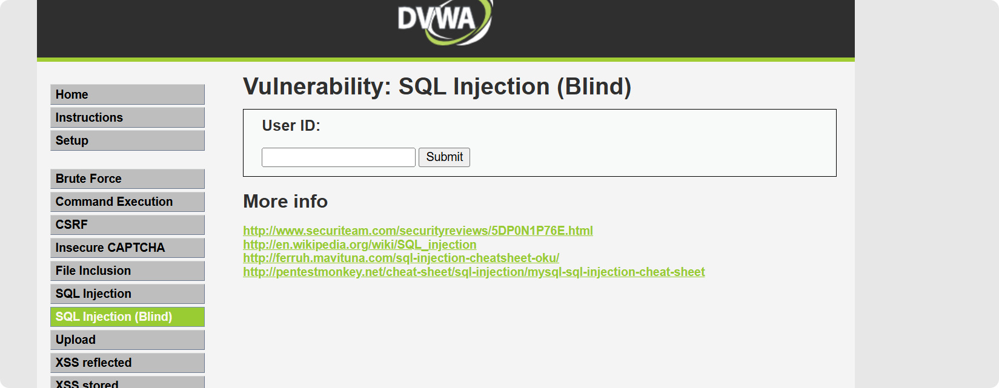 DVWA
Home
Instructions
Setup
Brute Force
Command Execution
CSRF
Insecure CAPTCHA
File Inclusion
SQL Injection
SQL Injection (Blind)
Upload
XSS reflected
XSS stored
Vulnerability: SQL Injection (Blind)
User ID:
Submit
More info
http://www.securiteam.com/securityreviews/5DP0N1P76E.html
http://en.wikipedia.org/wiki/SQL_injection
http://ferruh.mavituna.com/sql-injection-cheatsheet-oku/
http://pentestmonkey.net/cheat-sheet/sql-injection/mysql-sql-injection-cheat-sheet